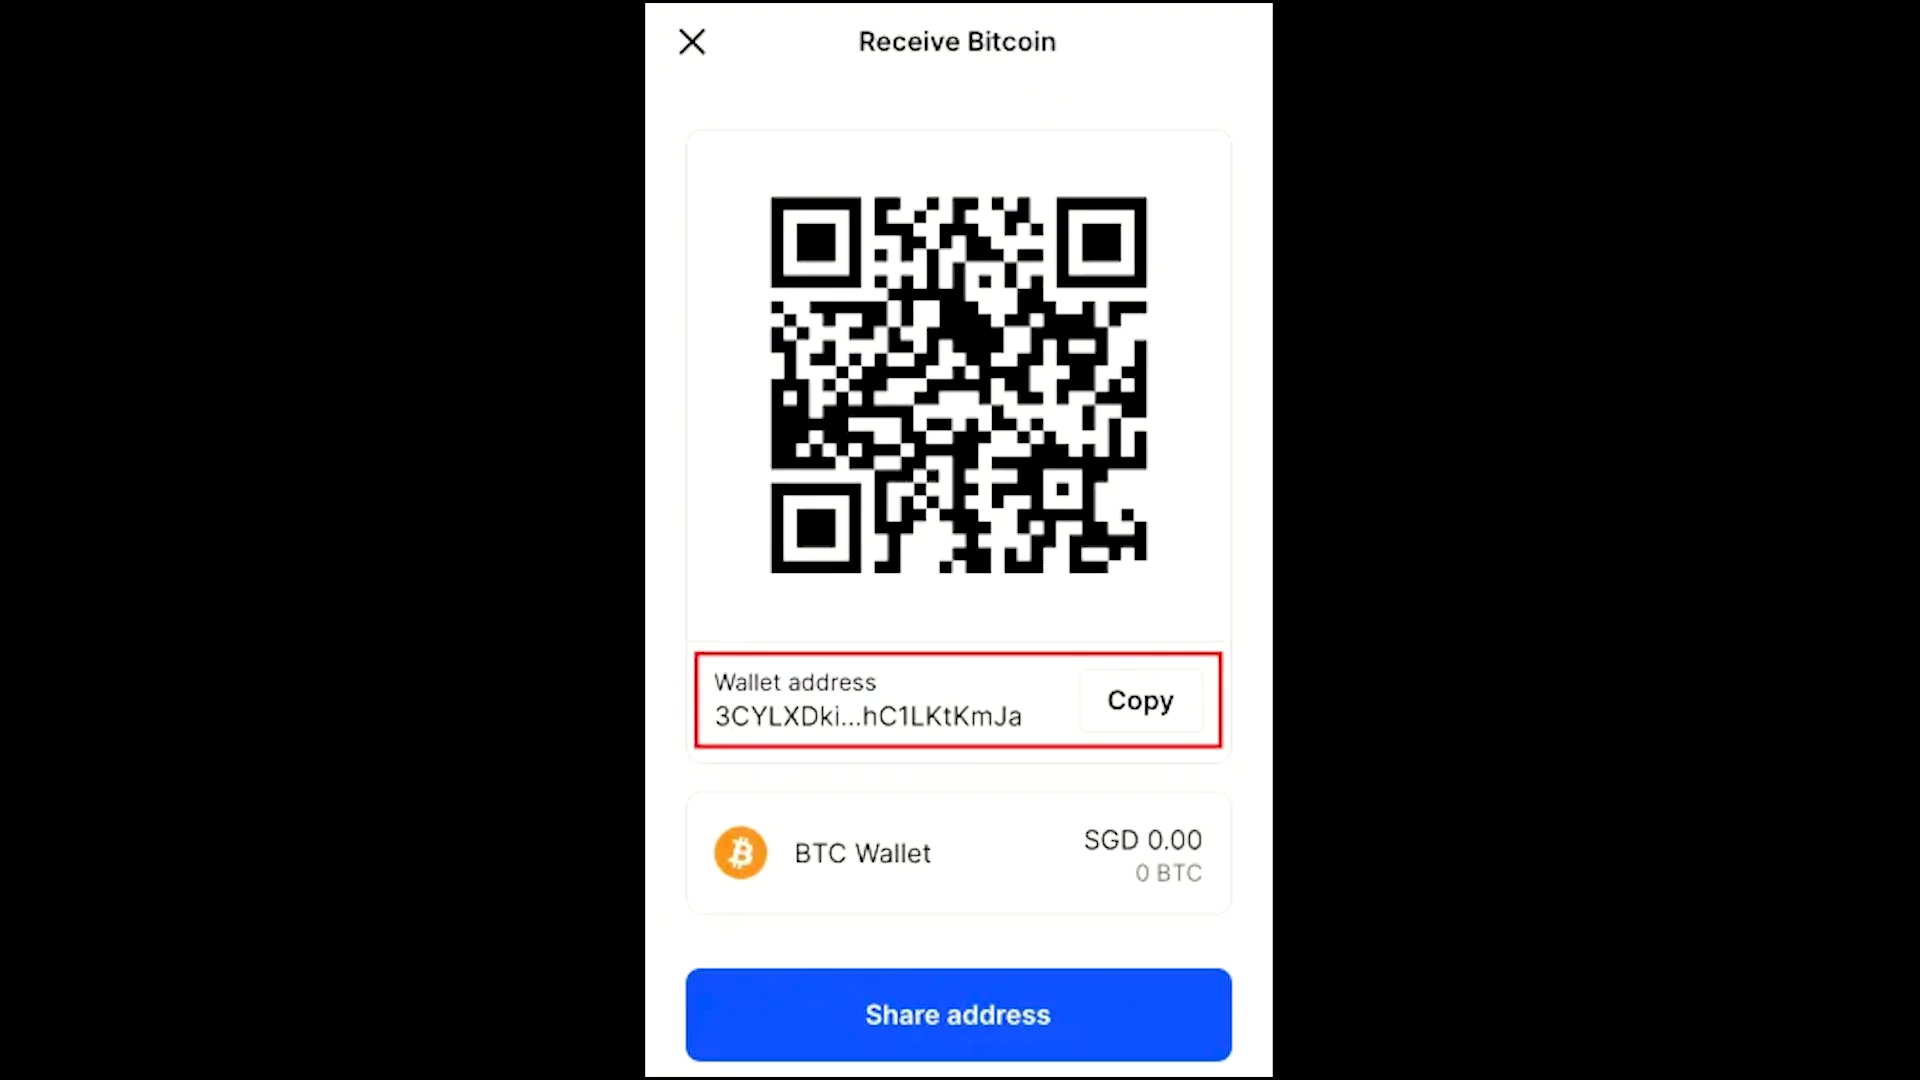 Receive Bitcoin
Wallet address
3CYLXDki...hC1LKtKmJa
Copy
BTC Wallet
SGD 0.00
0 BTC
Share address